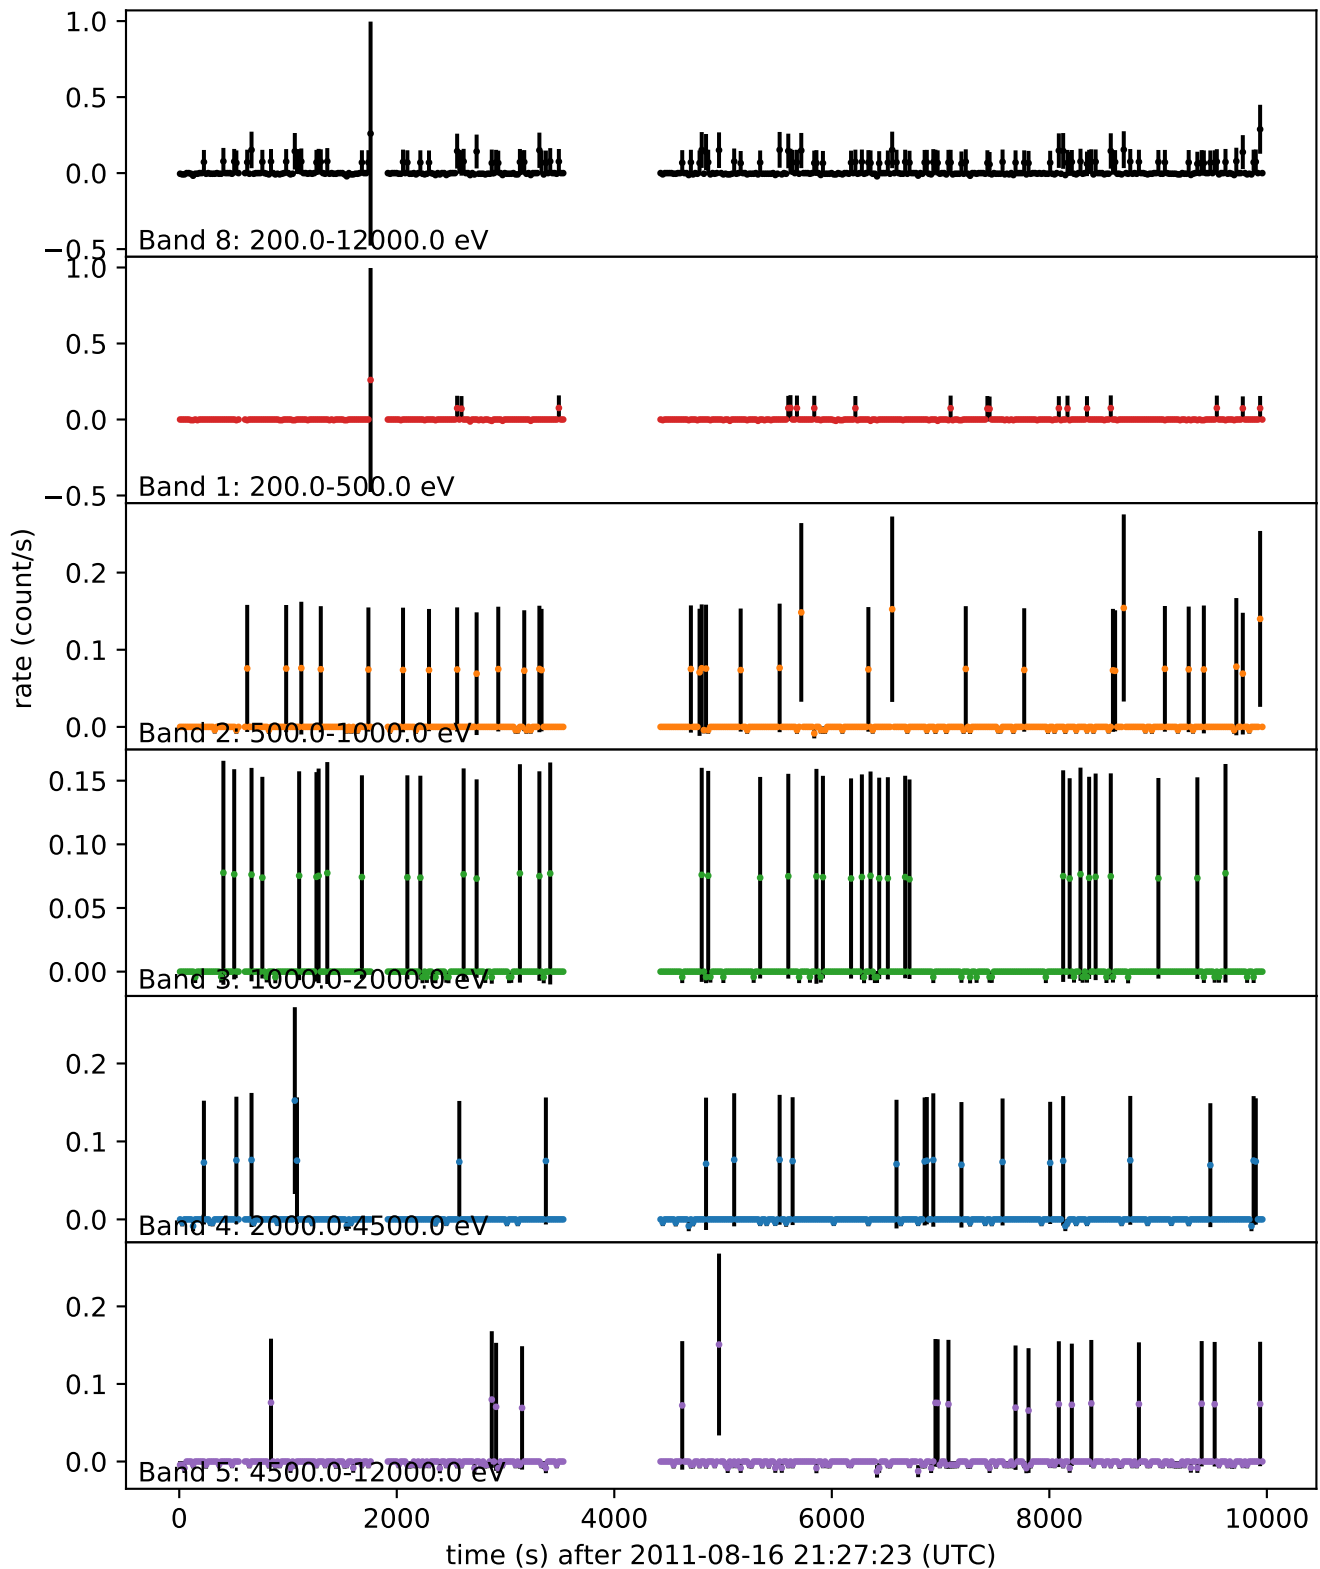 1.0
0.5
0.0
−0.5
Band 8: 200.0-12000.0 eV
1.0
0.5
0.0
−0.5
Band 1: 200.0-500.0 eV
rate (count/s)
0.2
0.1
0.0
Band 2: 500.0-1000.0 eV
0.15
0.10
0.05
0.00
Band 3: 1000.0-2000.0 eV
0.2
0.1
0.0
Band 4: 2000.0-4500.0 eV
0.2
0.1
0.0
Band 5: 4500.0-12000.0 eV
0 2000 4000 6000 8000 10000
time (s) after 2011-08-16 21:27:23 (UTC)